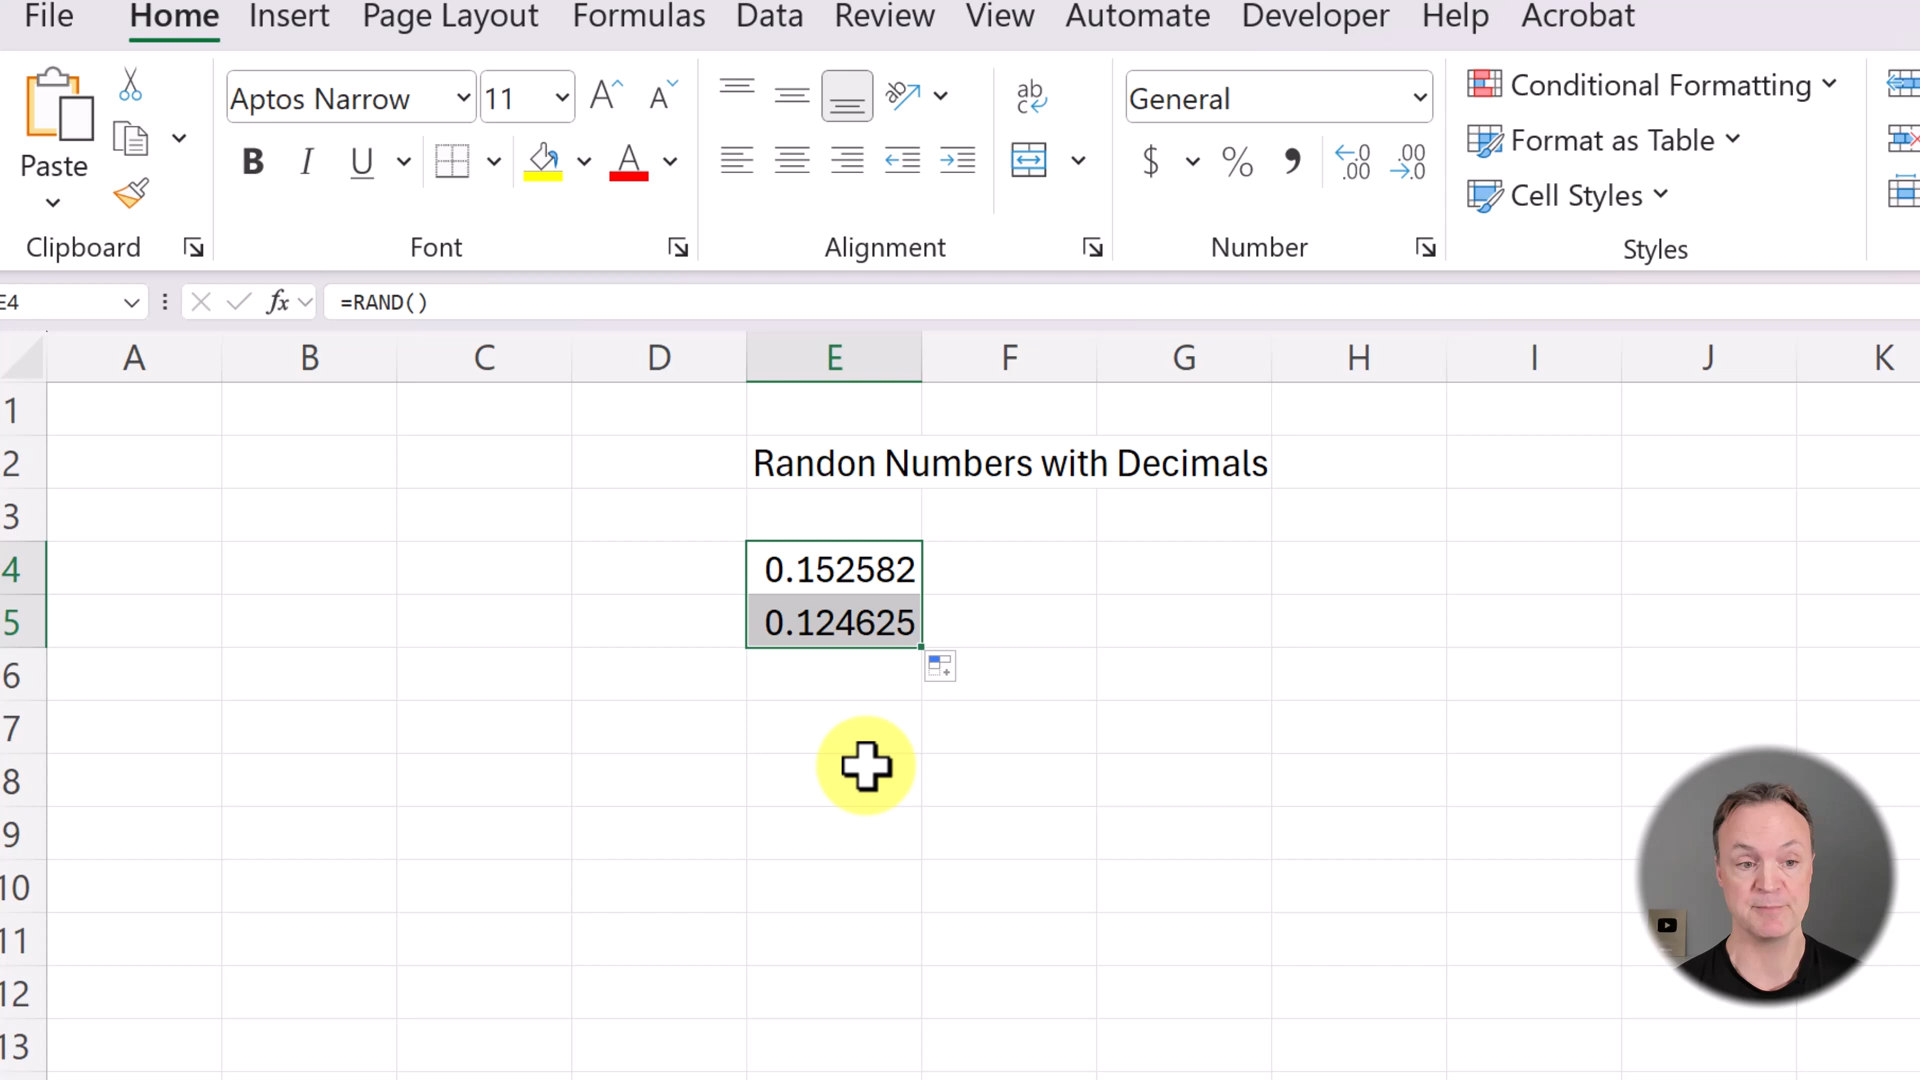 File Home Insert Page Layout Formulas Data Review View Automate Developer Help Acrobat
Paste
Aptos Narrow 11
General
Conditional Formatting
Format as Table
Cell Styles
B I U
$ % ,
Clipboard Font Alignment Number Styles
E4 fx =RAND()
A B C D E F G H I J K
1
2 Randon Numbers with Decimals
3
4 0.152582
5 0.124625
6
7
8
9
10
11
12
13